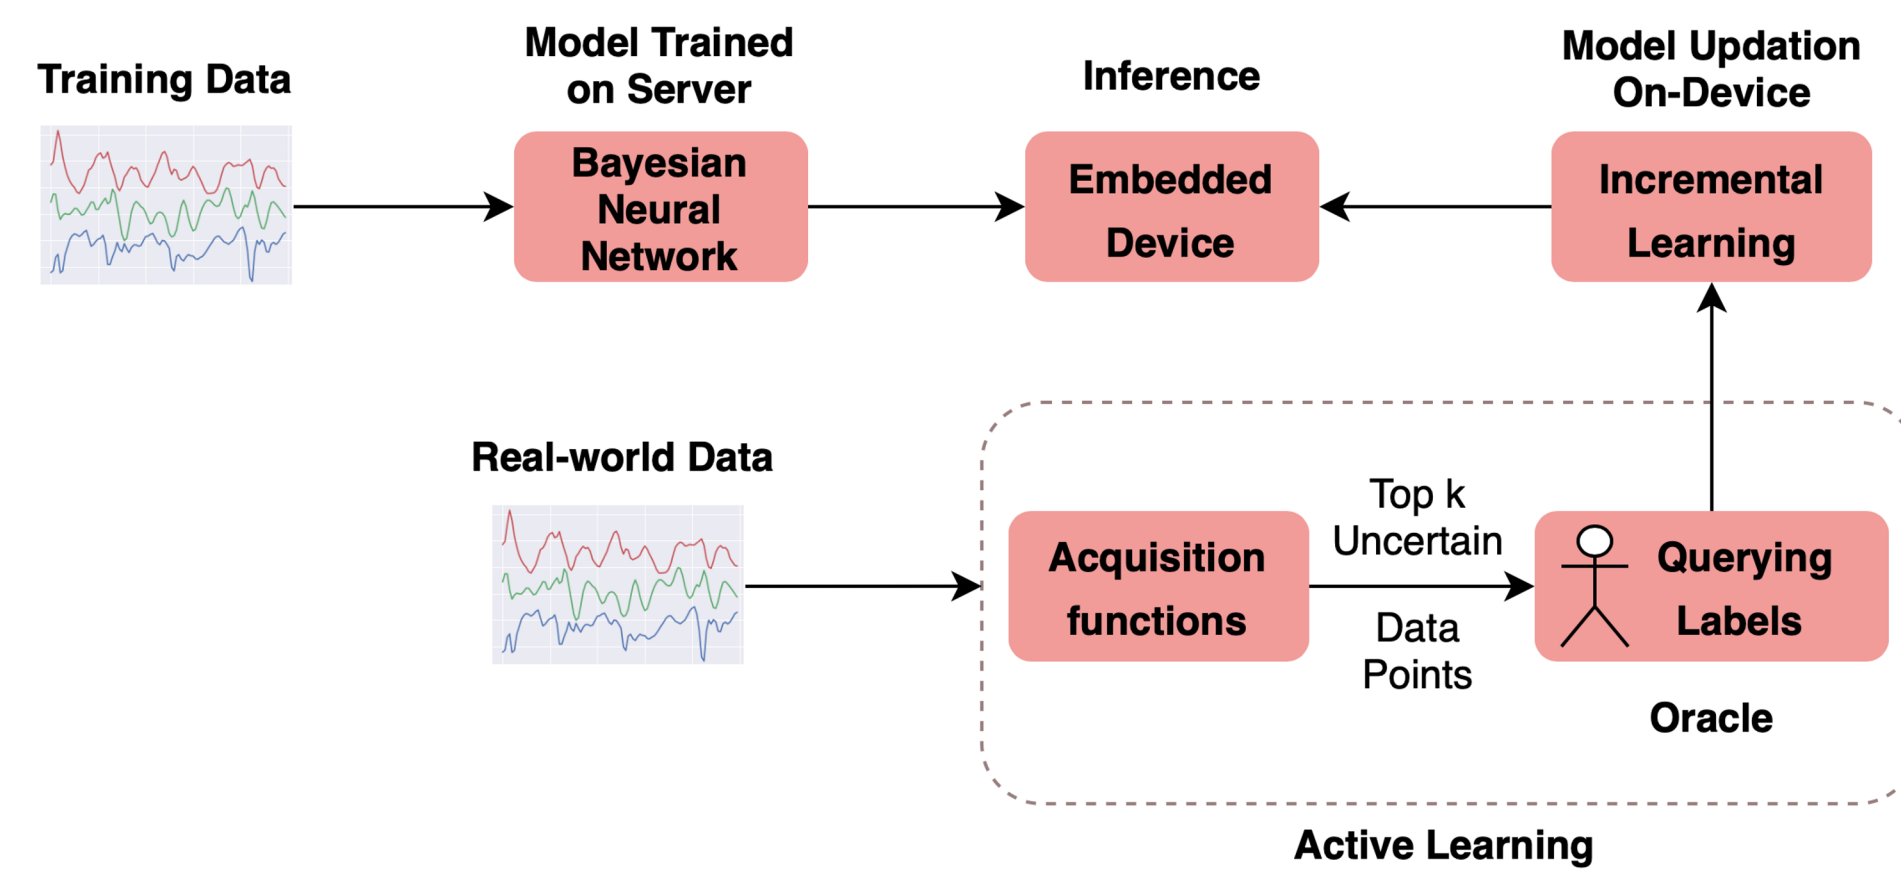 Training Data
Model Trained
on Server
Bayesian
Neural
Network
Inference
Embedded
Device
Model Updation
On-Device
Incremental
Learning
Real-world Data
Acquisition
functions
Top k
Uncertain
Data
Points
Querying
Labels
Oracle
Active Learning